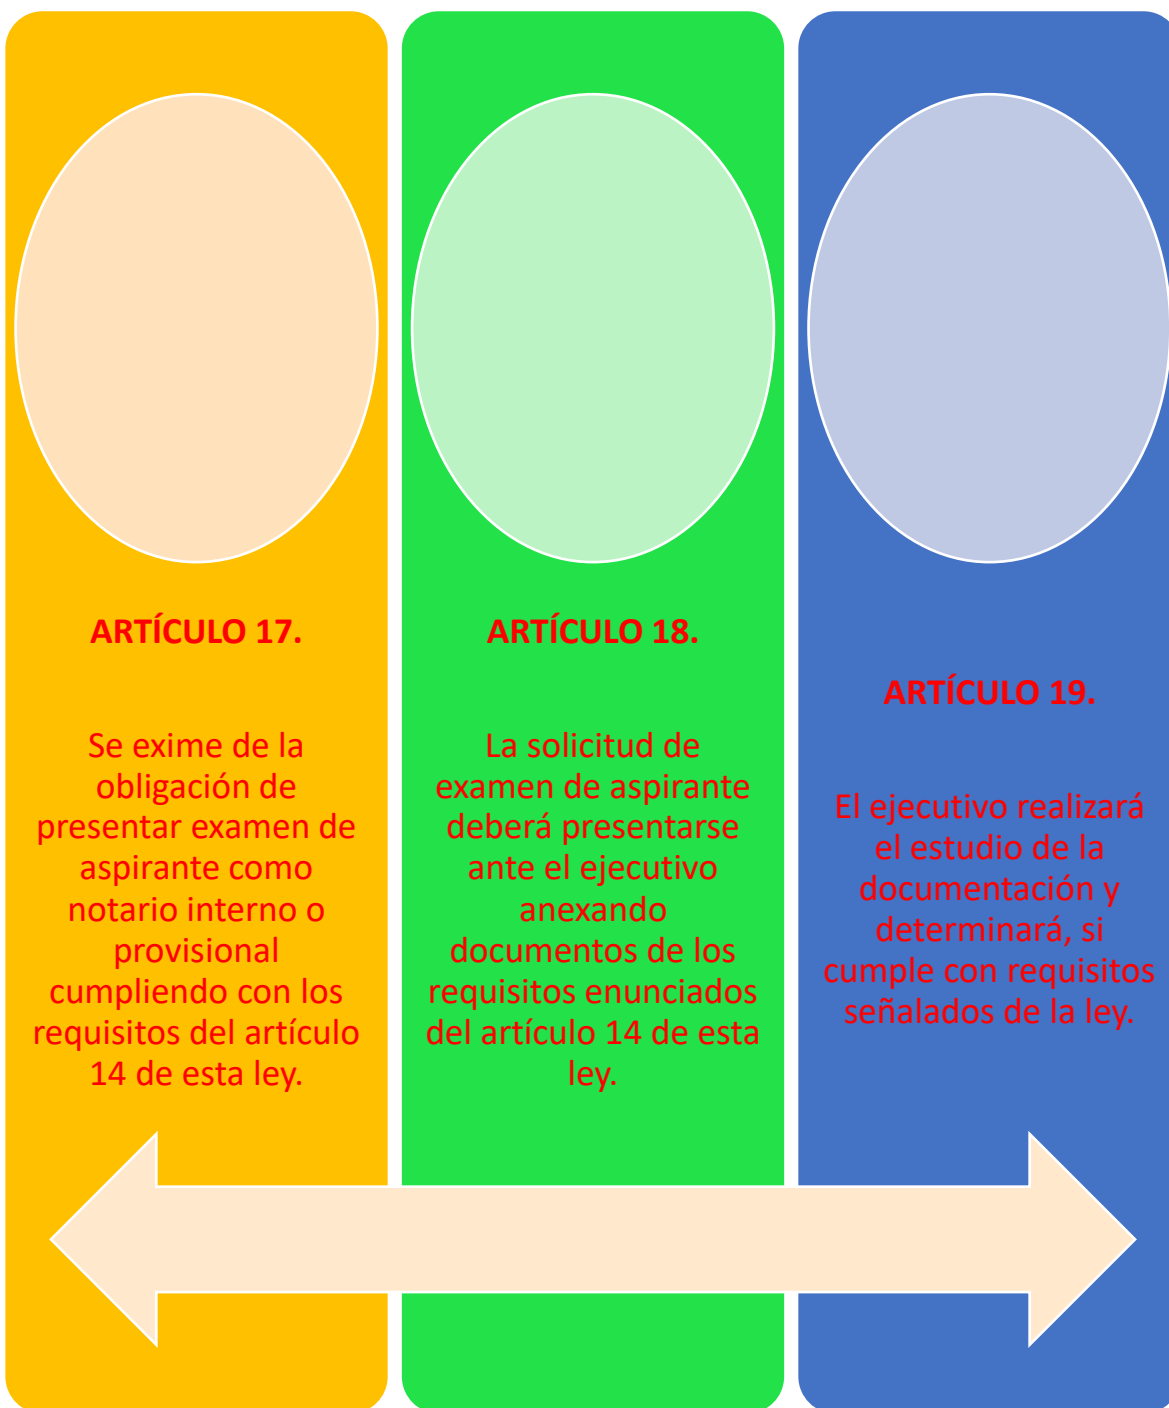 ARTÍCULO 17.
Se exime de la
obligación de
presentar examen de
aspirante como
notario interno o
provisional
cumpliendo con los
requisitos del artículo
14 de esta ley.
ARTÍCULO 18.
La solicitud de
examen de aspirante
deberá presentarse
ante el ejecutivo
anexando
documentos de los
requisitos enunciados
del artículo 14 de esta
ley.
ARTÍCULO 19.
El ejecutivo realizará
el estudio de la
documentación y
determinará, si
cumple con requisitos
señalados de la ley.